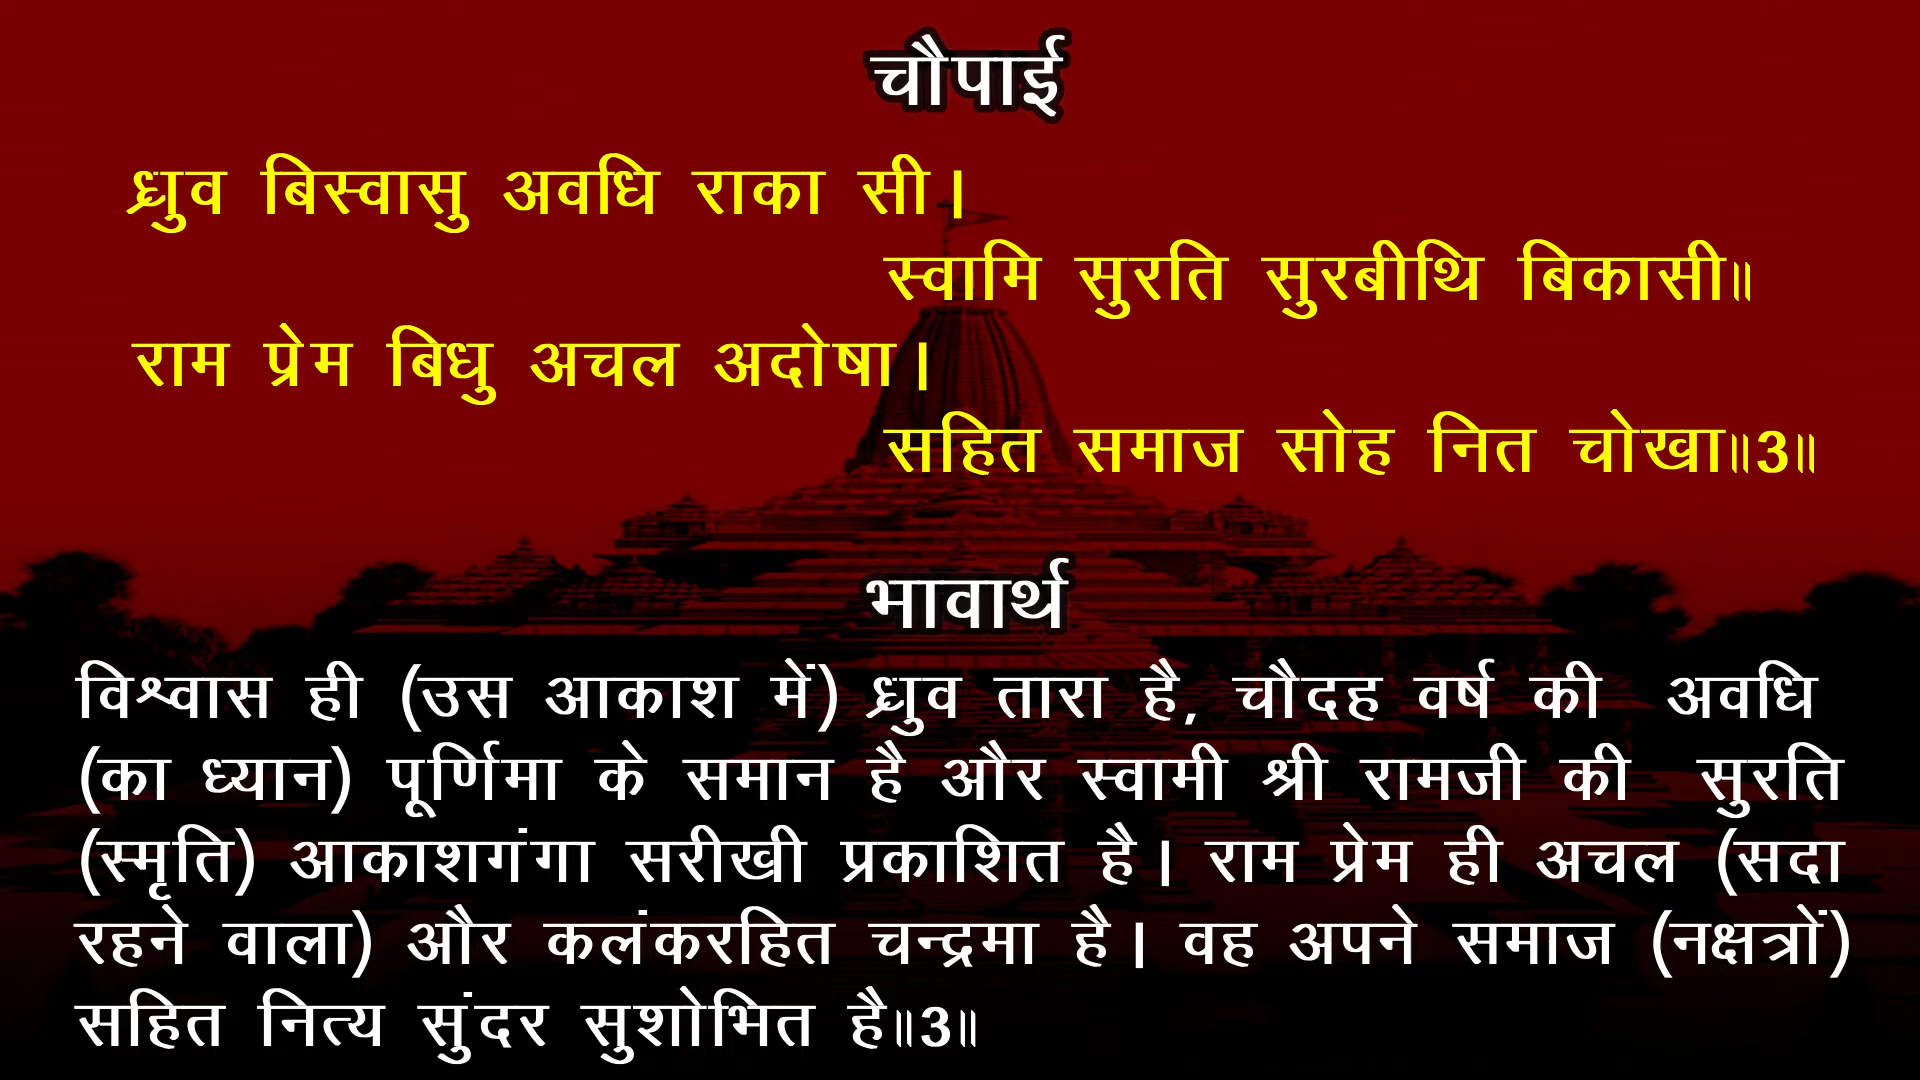 चौपाई
ध्रुव बिस्वासु अवधि राका सी।
स्वामि सुरति सुरबीथि बिकासी॥
राम प्रेम बिधु अचल अदोषा।
सहित समाज सोह नित चोखा॥3॥
भावार्थ
विश्वास ही (उस आकाश में) ध्रुव तारा है, चौदह वर्ष की अवधि
(का ध्यान) पूर्णिमा के समान है और स्वामी श्री रामजी की सुरति
(स्मृति) आकाशगंगा सरीखी प्रकाशित है। राम प्रेम ही अचल (सदा
रहने वाला) और कलंकरहित चन्द्रमा है। वह अपने समाज (नक्षत्रों)
सहित नित्य सुंदर सुशोभित है॥3॥